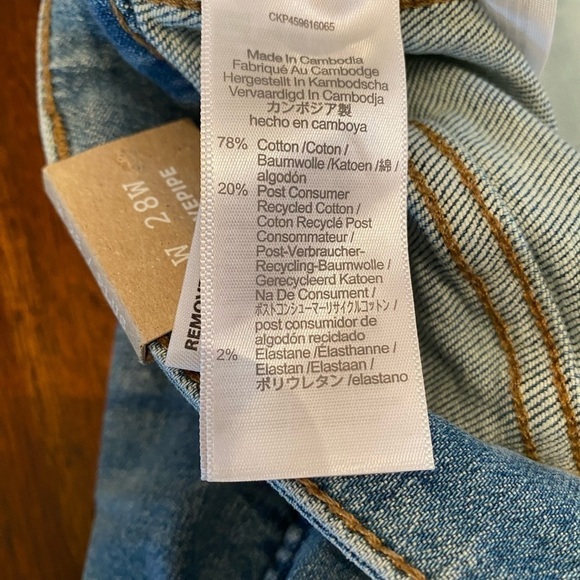 CKP459616065
Made In Cambodia
Fabriqué Au Cambodge
Hergestellt In Kambodscha
Vervaardigd In Cambodja
カンボジア製
hecho en camboya
78% Cotton /Coton /
Baumwolle /Katoen /綿 /
algodón
20% Post Consumer
Recycled Cotton /
Coton Recyclé Post
Consommateur /
Post-Verbraucher-
Recycling-Baumwolle /
Gerecycleerd Katoen
Na De Consument /
ポストコンシューマーリサイクルコットン /
post consumidor de
algodón reciclado
2% Elastane /Élasthanne /
Elastan /Elastaan /
ポリウレタン /elastano
REMOVE
W 28W